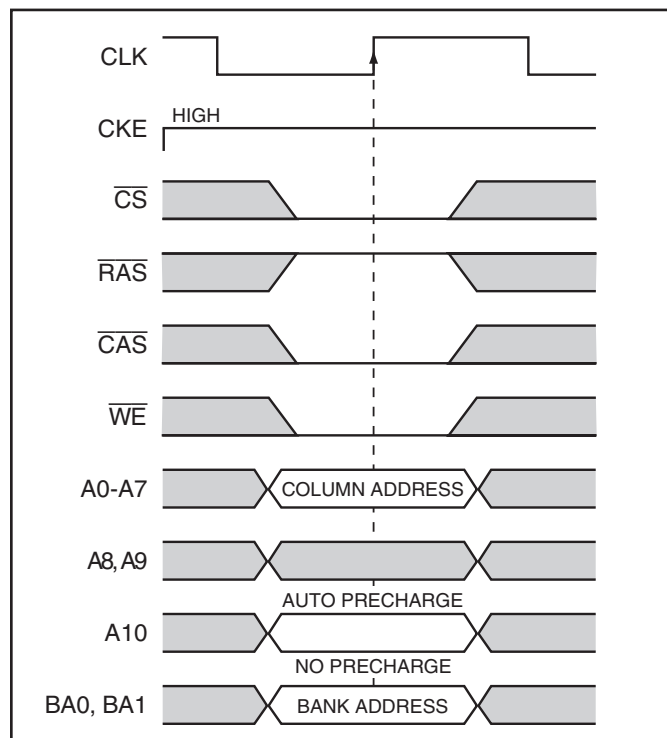 CLK
CKE HIGH
CS
RAS
CAS
WE
A0-A7 COLUMN ADDRESS
A8, A9
AUTO PRECHARGE
A10
NO PRECHARGE
BA0, BA1 BANK ADDRESS